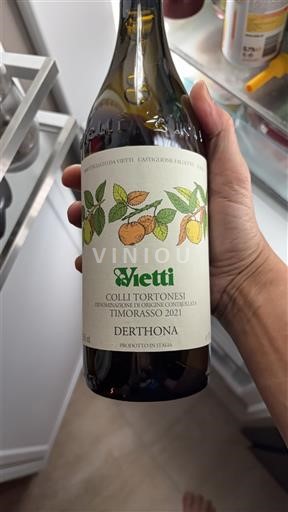 VINIOU
Vietti
COLLI TORTONESI
DENOMINAZIONE DI ORIGINE CONTROLLATA
TIMORASSO 2021
DERTHONA
PRODOTTO IN ITALIA